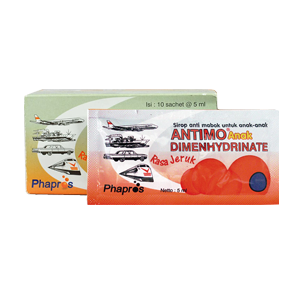 Isi : 10 sachet @ 5 ml
Sirop anti mabok untuk anak-anak
ANTIMO Anak
DIMENHYDRINATE
Rasa Jeruk
Phapros
Netto : 5 ml
Phapros